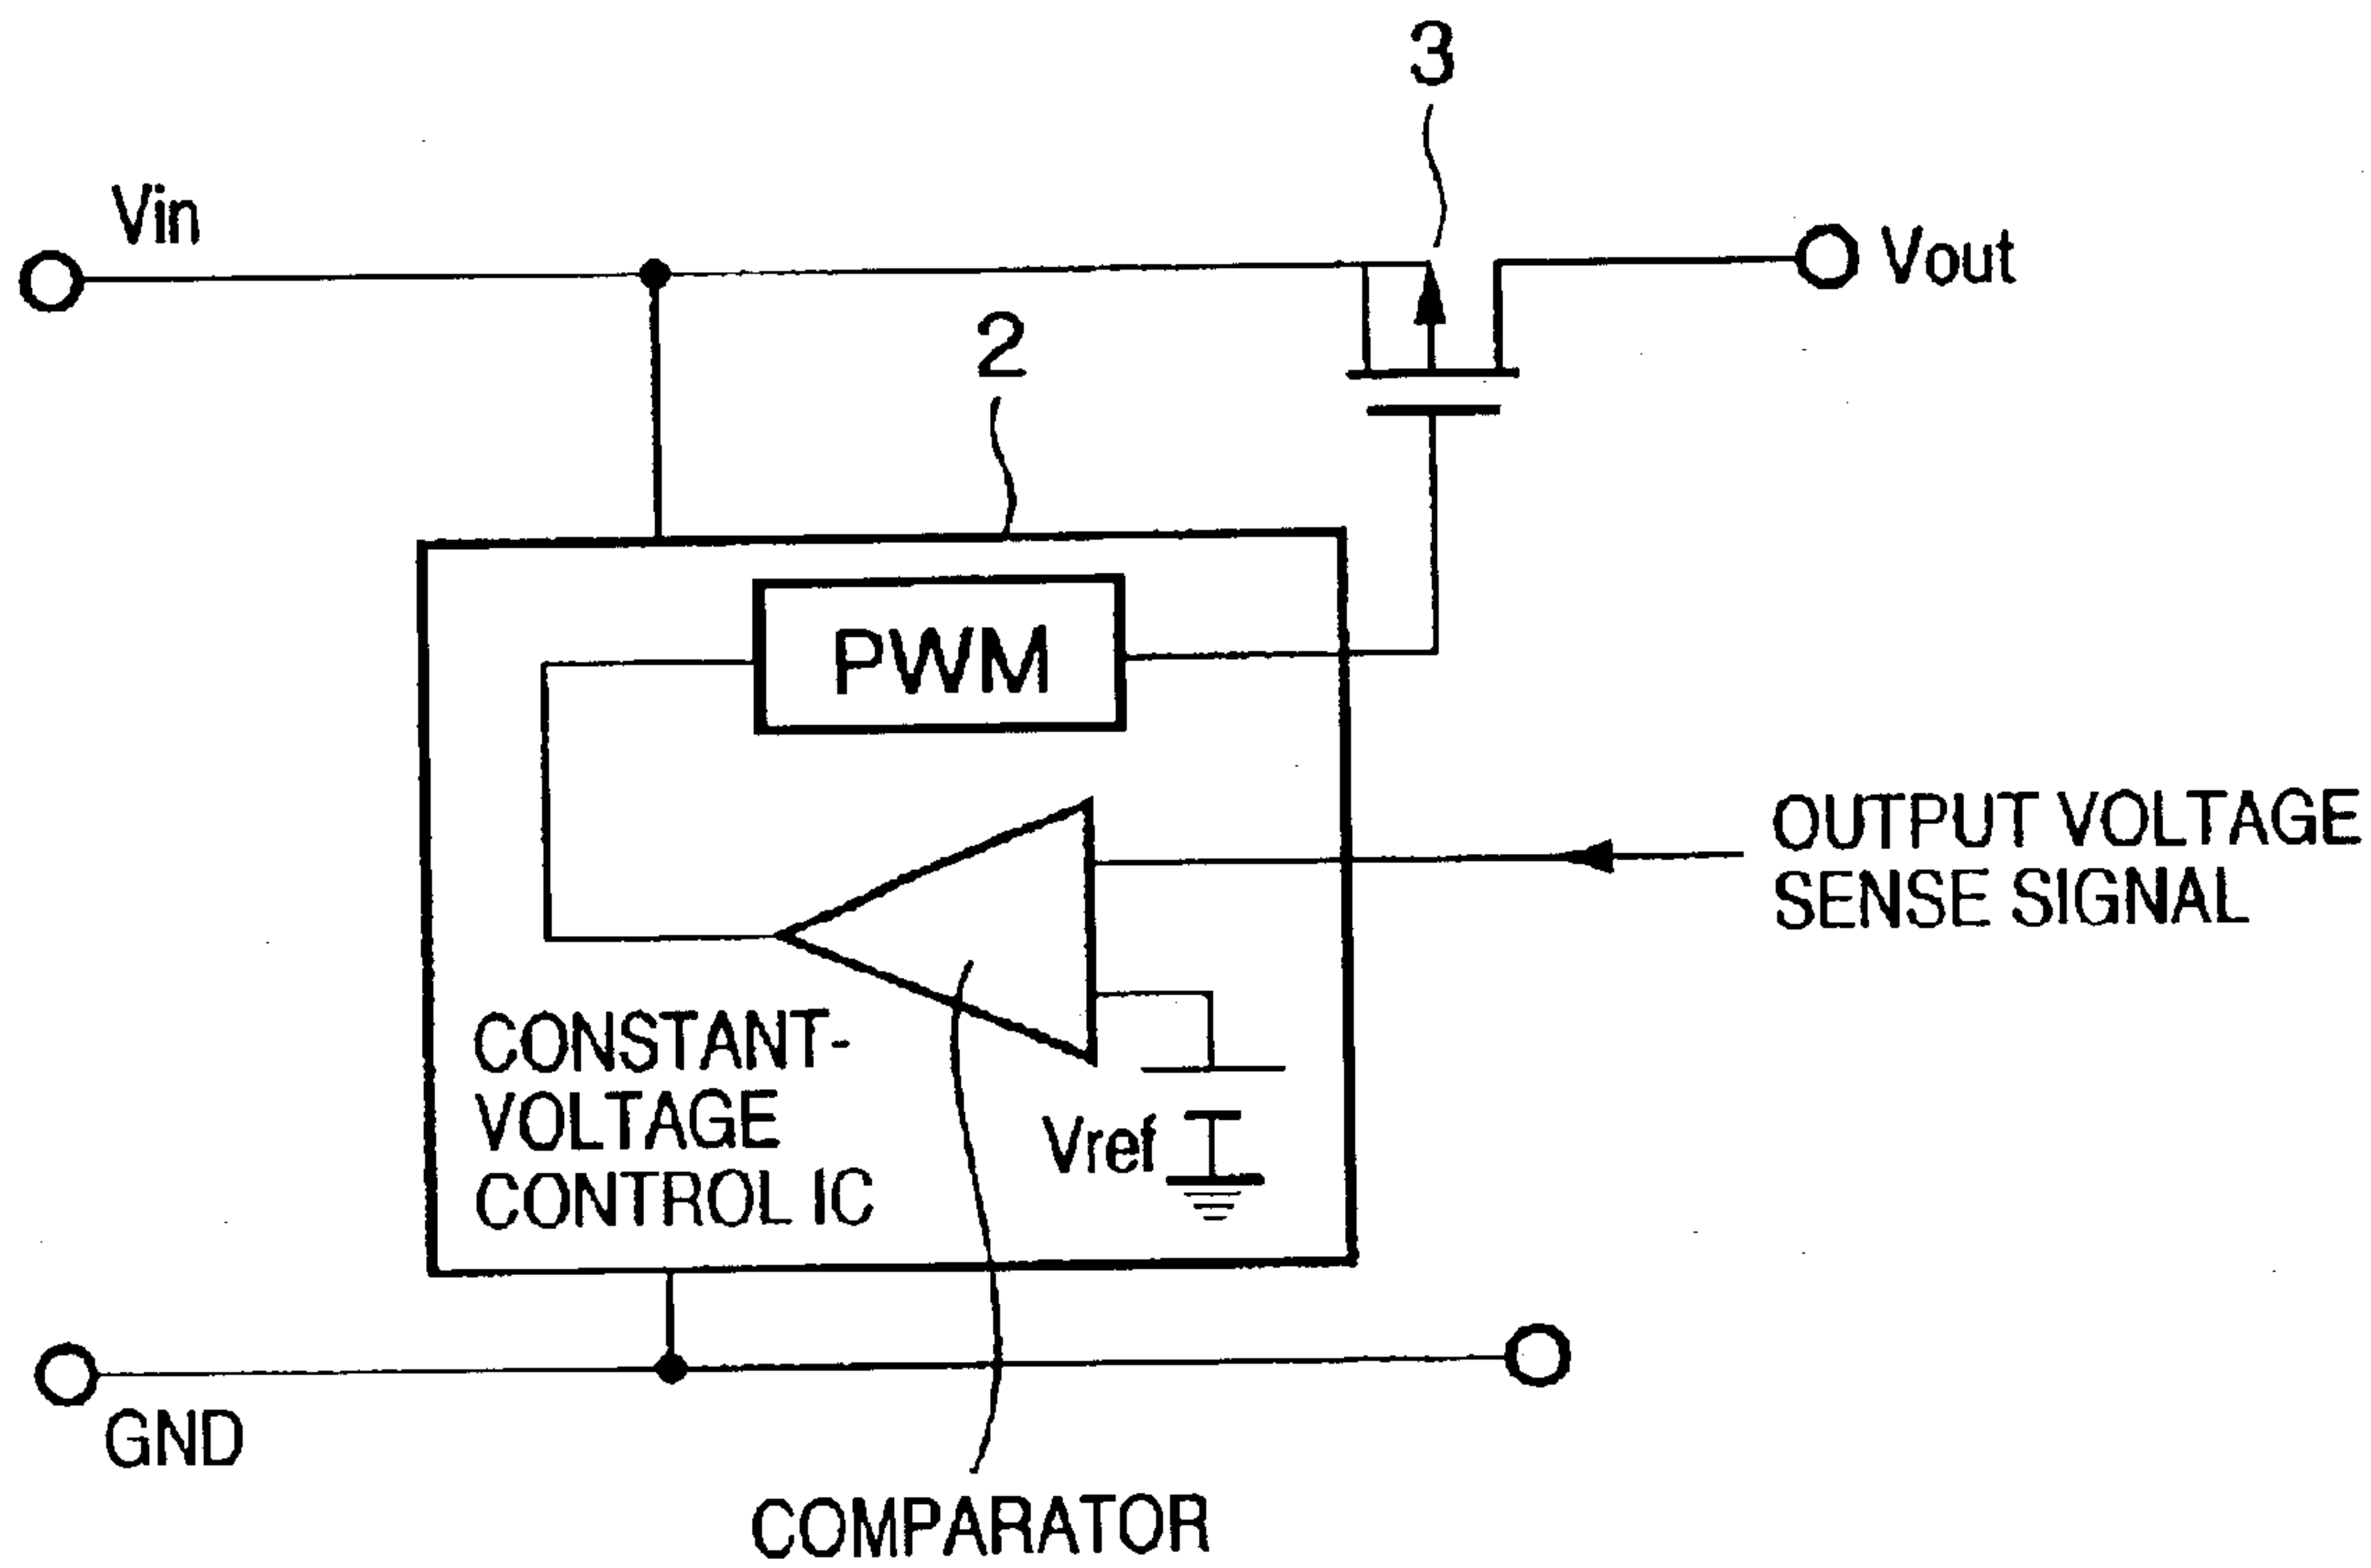 3
Vin
Vout
2
PWM
OUTPUT VOLTAGE
SENSE SIGNAL
CONSTANT-
VOLTAGE
CONTROL IC
Vref
GND
COMPARATOR